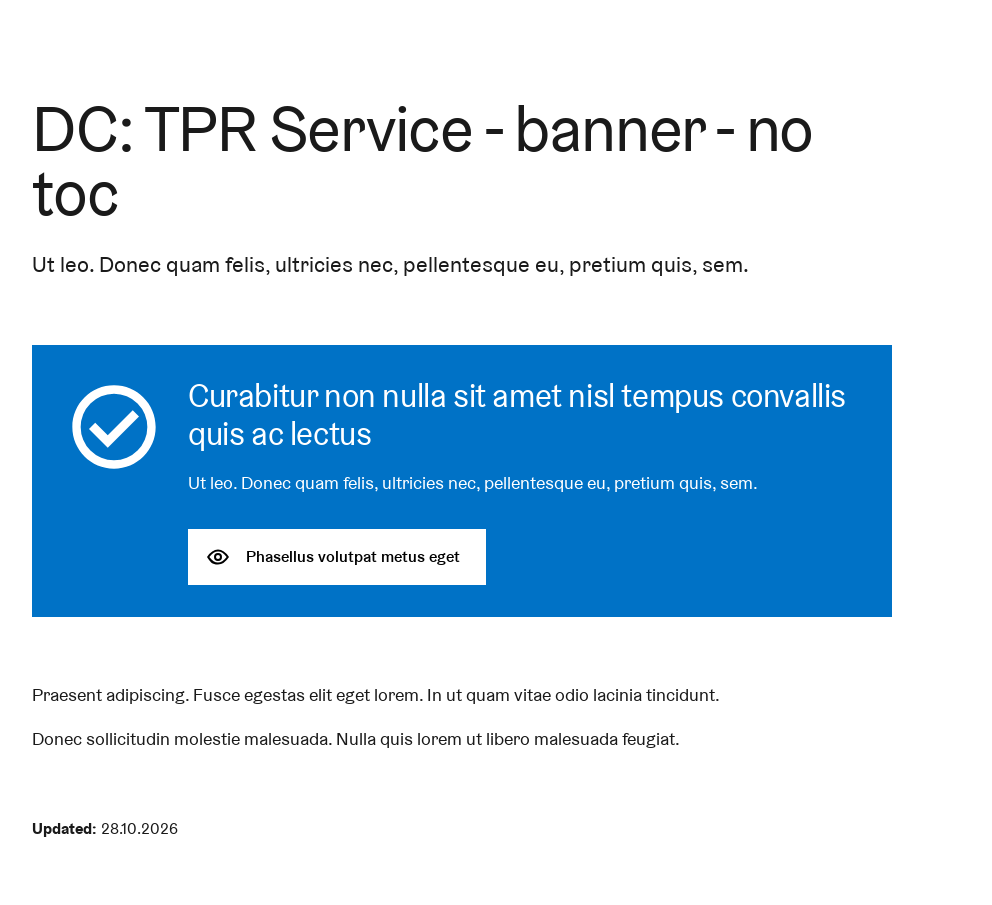 DC: TPR Service - banner - no
toc
Ut leo. Donec quam felis, ultricies nec, pellentesque eu, pretium quis, sem.
Curabitur non nulla sit amet nisl tempus convallis
quis ac lectus
Ut leo. Donec quam felis, ultricies nec, pellentesque eu, pretium quis, sem.
Phasellus volutpat metus eget
Praesent adipiscing. Fusce egestas elit eget lorem. In ut quam vitae odio lacinia tincidunt.
Donec sollicitudin molestie malesuada. Nulla quis lorem ut libero malesuada feugiat.
Updated: 28.10.2026